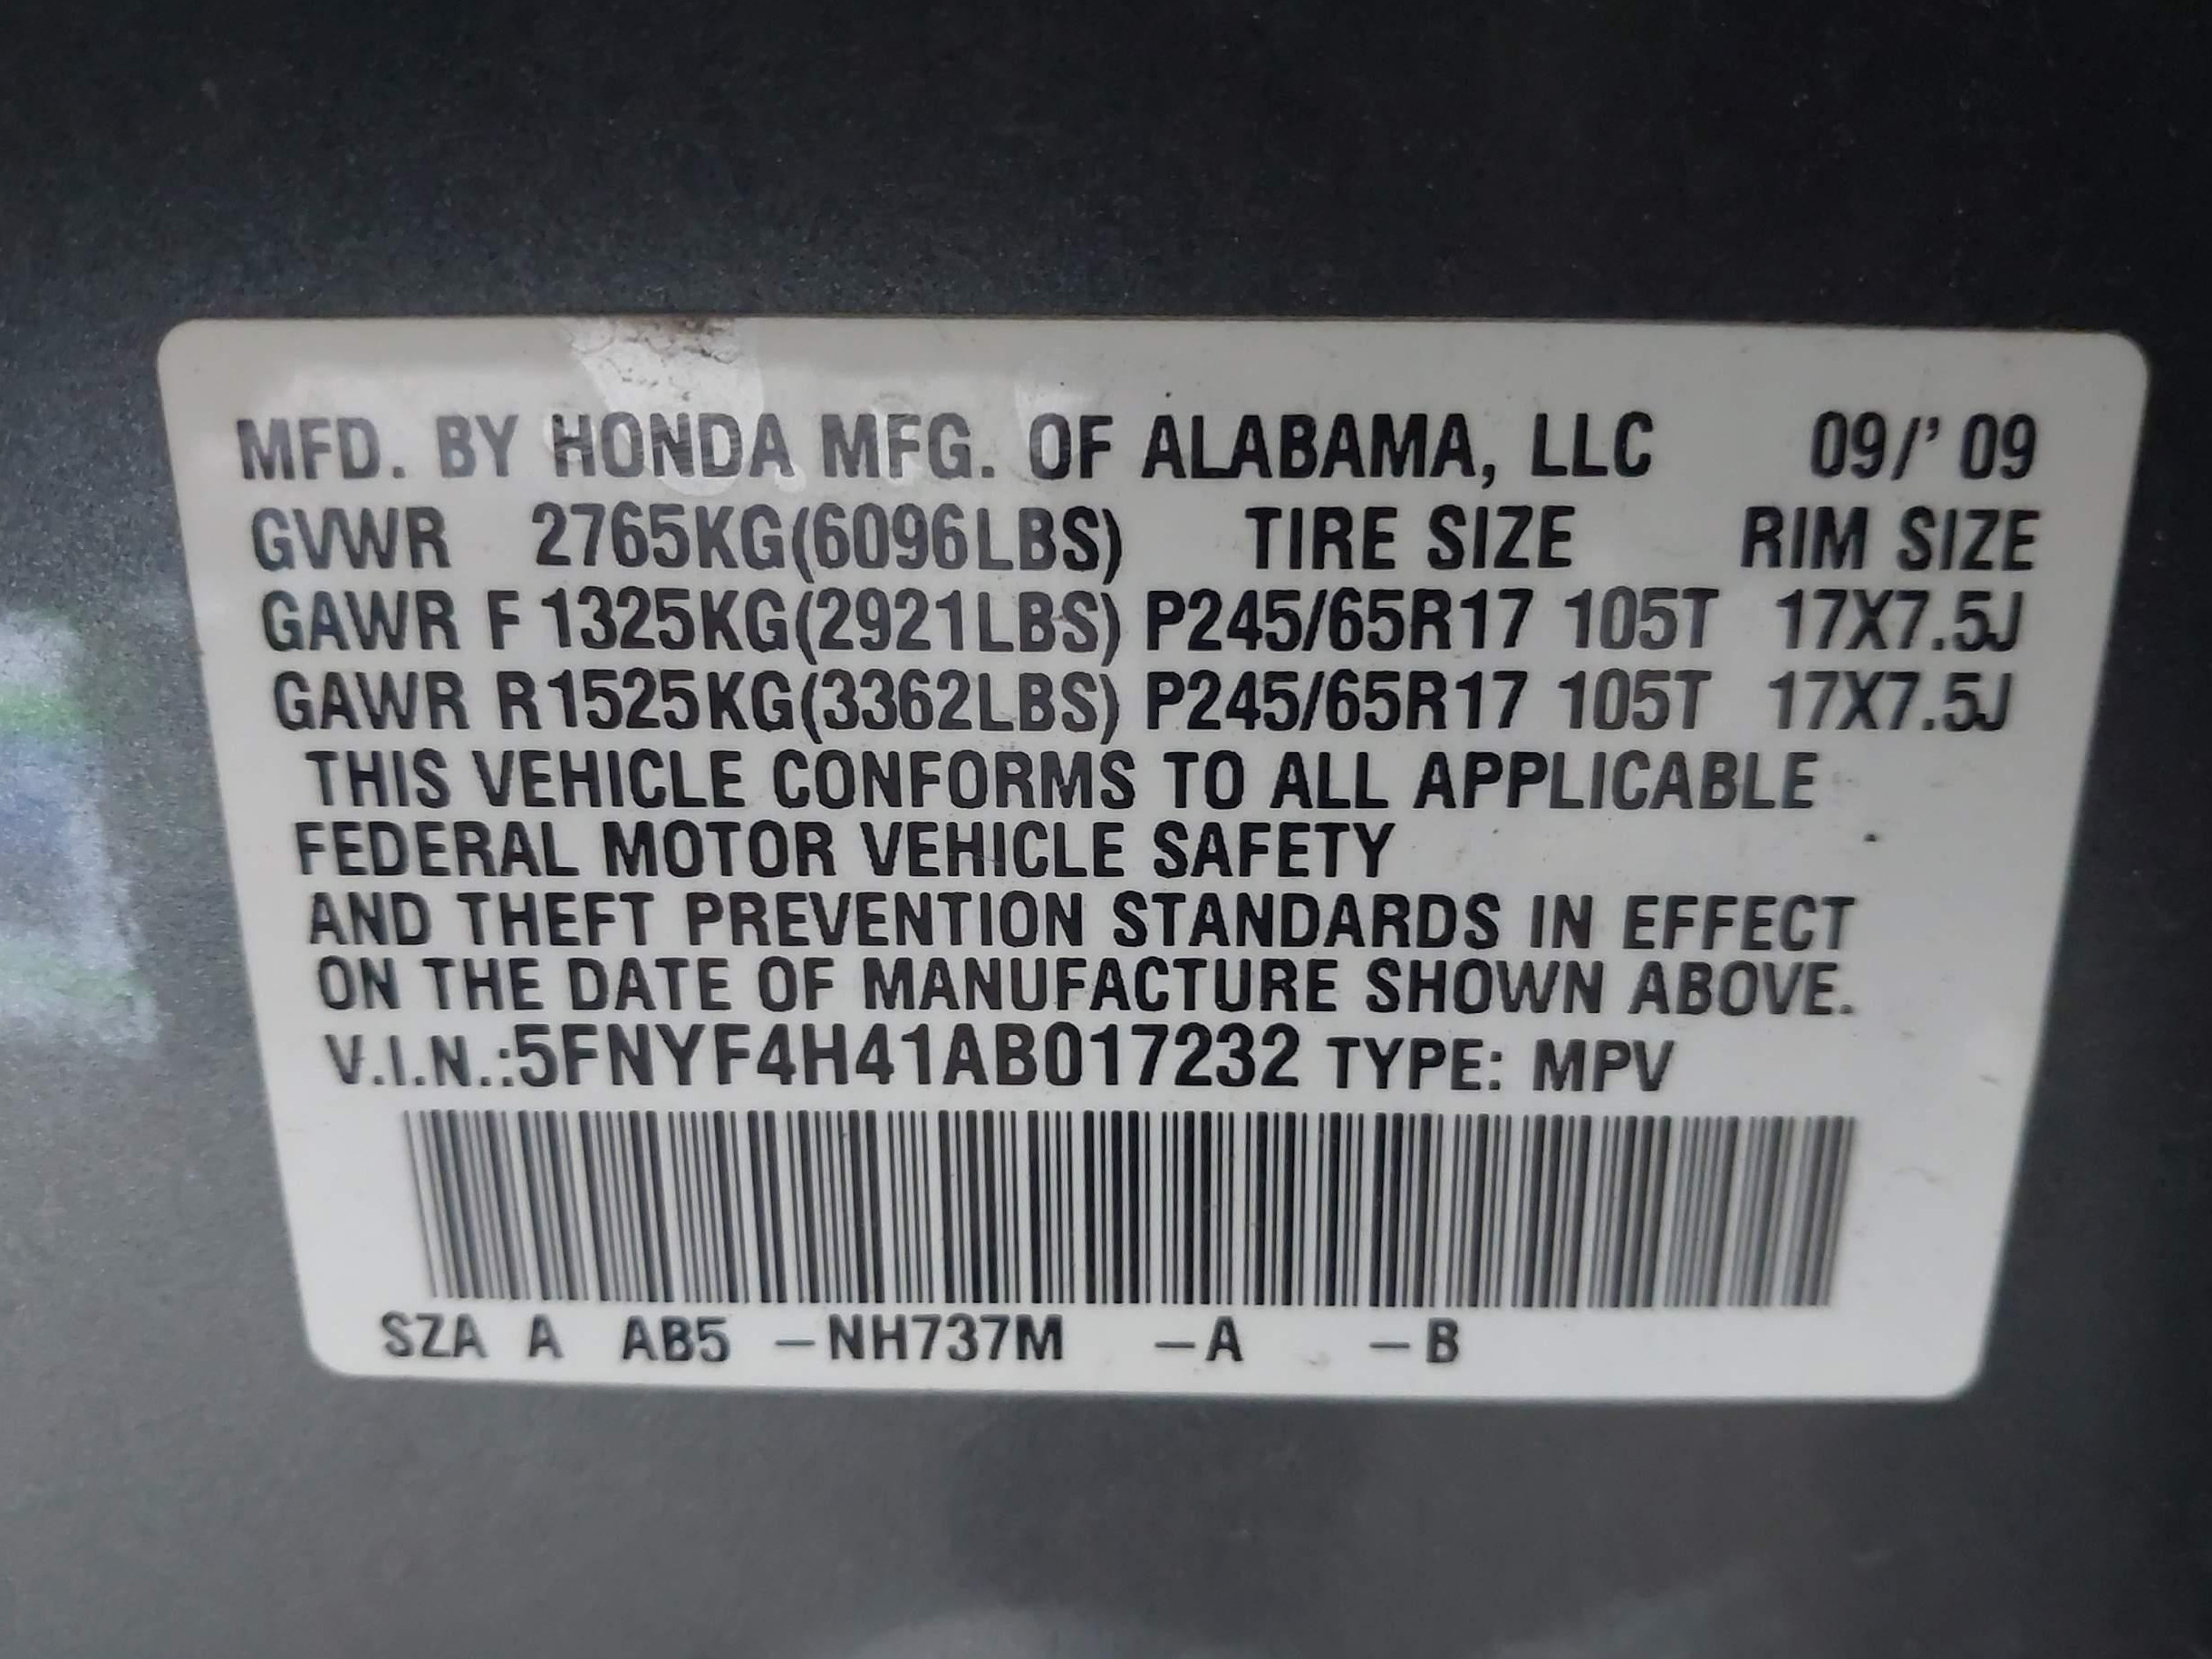 MFD. BY HONDA MFG. OF ALABAMA, LLC 09/'09
GVWR 2765KG(6096LBS) TIRE SIZE RIM SIZE
GAWR F 1325KG(2921LBS) P245/65R17 105T 17X7.5J
GAWR R 1525KG(3362LBS) P245/65R17 105T 17X7.5J
THIS VEHICLE CONFORMS TO ALL APPLICABLE
FEDERAL MOTOR VEHICLE SAFETY
AND THEFT PREVENTION STANDARDS IN EFFECT
ON THE DATE OF MANUFACTURE SHOWN ABOVE.
V.I.N.:5FNYF4H41AB017232 TYPE: MPV
SZA A AB5 -NH737M -A -B